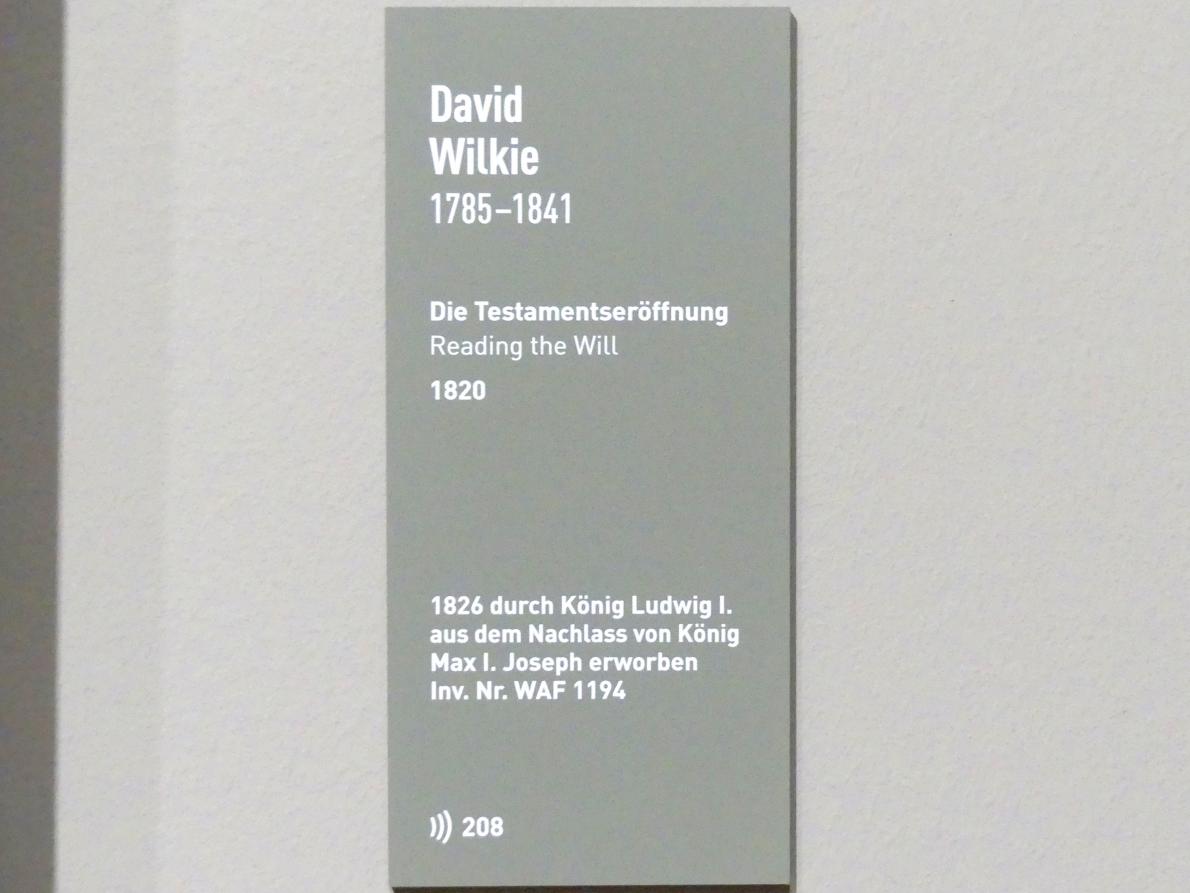 David
Wilkie
1785–1841
Die Testamentseröffnung
Reading the Will
1820
1826 durch König Ludwig I.
aus dem Nachlass von König
Max I. Joseph erworben
Inv. Nr. WAF 1194
208